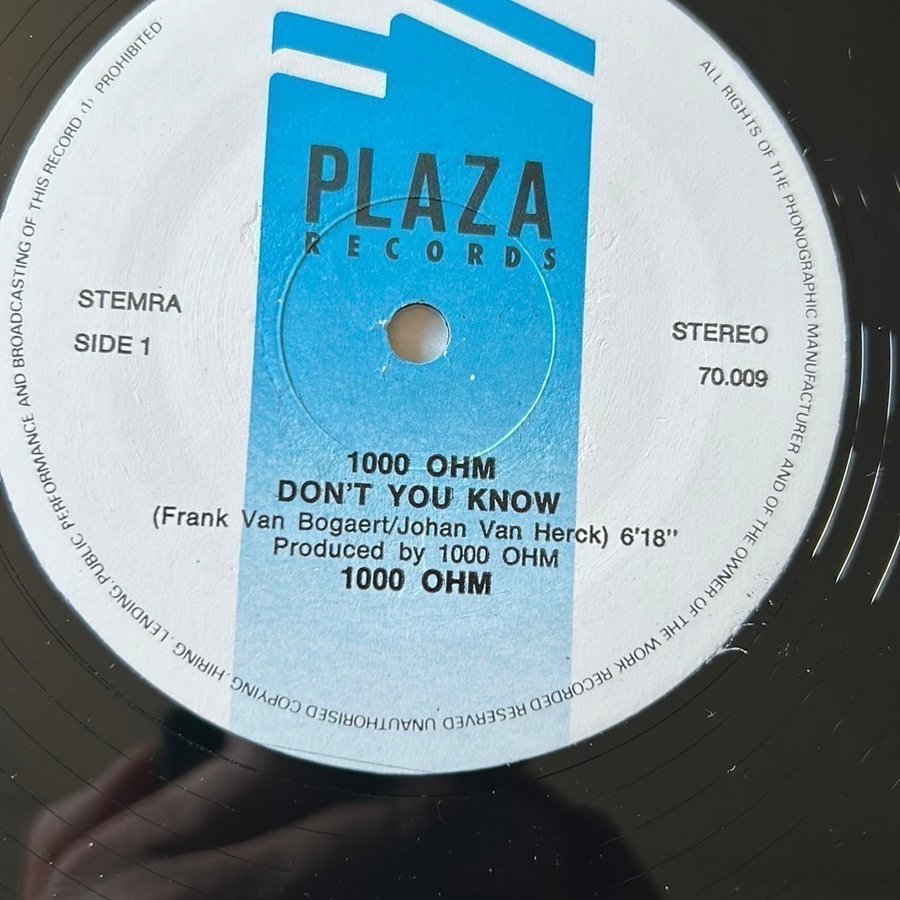 PLAZA
RECORDS
STEMRA
SIDE 1
STEREO
70.009
1000 OHM
DON'T YOU KNOW
(Frank Van Bogaert/Johan Van Herck) 6'18"
Produced by 1000 OHM
1000 OHM
ALL RIGHTS OF THE PHONOGRAPHIC MANUFACTURER AND OF THE OWNER OF THE WORK RECORDED RESERVED UNAUTHORISED COPYING, HIRING, LENDING, PUBLIC PERFORMANCE AND BROADCASTING OF THIS RECORD (1) PROHIBITED